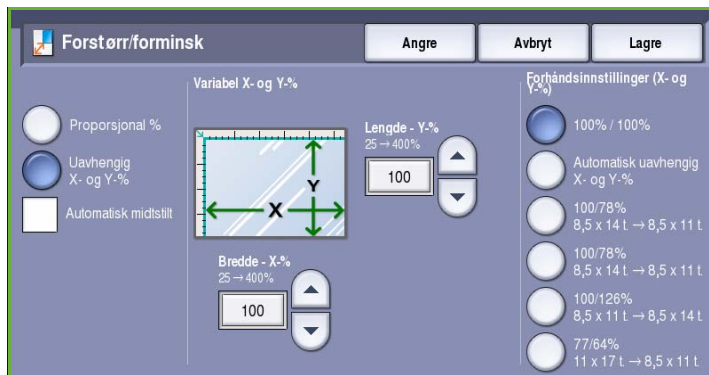 Forstørr/forminsk
Angre
Avbryt
Lagre
Proporsjonal %
Uavhengig
X- og Y-%
Automatisk midtstilt
Variabel X- og Y-%
Y
X
Lengde - Y-%
25→400%
100
Bredde - X-%
25→400%
100
Forhåndsinnstillinger (X- og
Y-%)
100% / 100%
Automatisk uavhengig
X- og Y-%
100/78%
8,5 x 14 t. → 8,5 x 11 t.
100/78%
8,5 x 14 t. → 8,5 x 11 t.
100/126%
8,5 x 11 t. → 8,5 x 14 t.
77/64%
11 x 17 t. → 8,5 x 11 t.